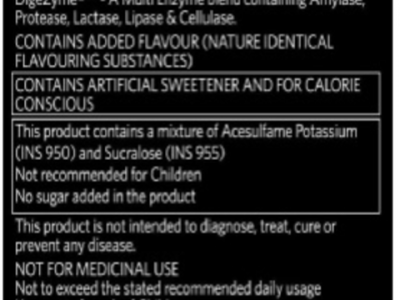 DigeZyme - A Multi Enzyme blend containing Amylase,
Protease, Lactase, Lipase & Cellulase.
CONTAINS ADDED FLAVOUR (NATURE IDENTICAL
FLAVOURING SUBSTANCES)
CONTAINS ARTIFICIAL SWEETENER AND FOR CALORIE
CONSCIOUS
This product contains a mixture of Acesulfame Potassium
(INS 950) and Sucralose (INS 955)
Not recommended for Children
No sugar added in the product
This product is not intended to diagnose, treat, cure or
prevent any disease.
NOT FOR MEDICINAL USE
Not to exceed the stated recommended daily usage